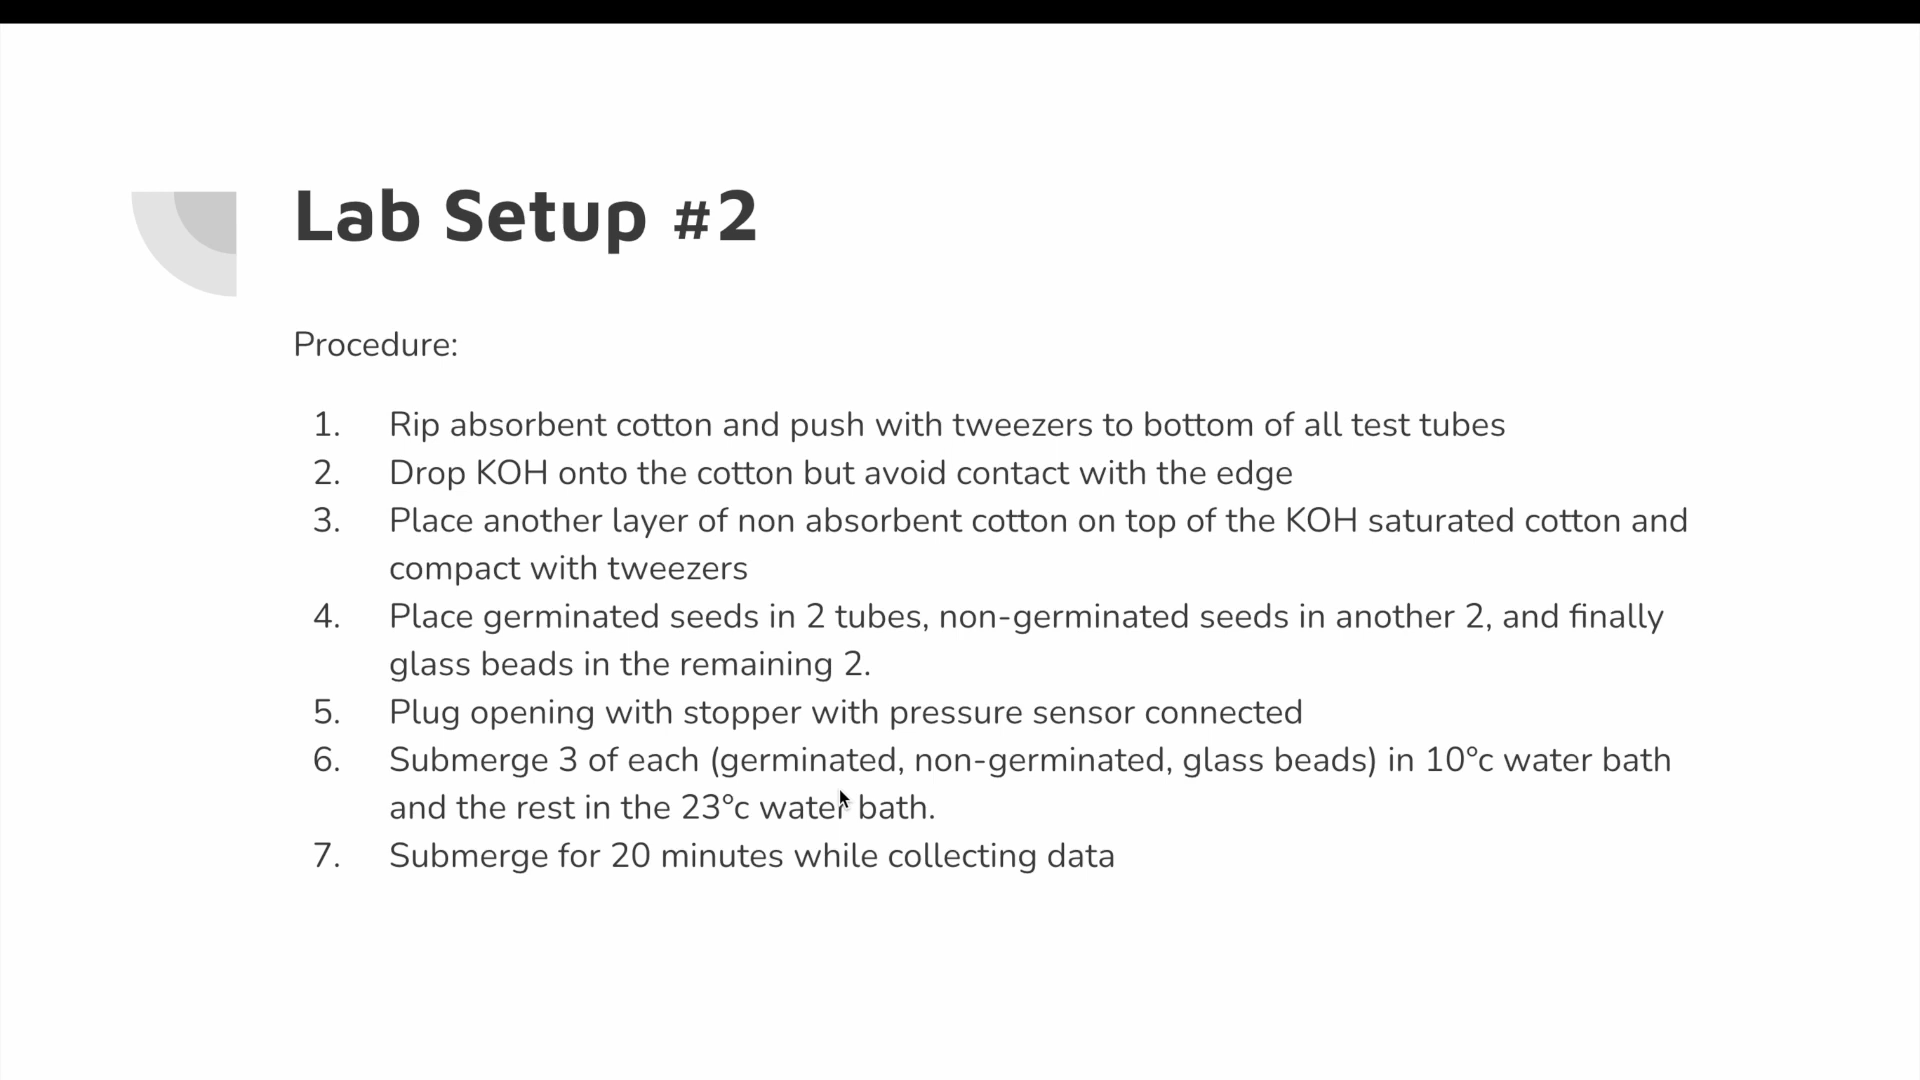 Lab Setup #2
Procedure:
1. Rip absorbent cotton and push with tweezers to bottom of all test tubes
2. Drop KOH onto the cotton but avoid contact with the edge
3. Place another layer of non absorbent cotton on top of the KOH saturated cotton and
compact with tweezers
4. Place germinated seeds in 2 tubes, non-germinated seeds in another 2, and finally
glass beads in the remaining 2.
5. Plug opening with stopper with pressure sensor connected
6. Submerge 3 of each (germinated, non-germinated, glass beads) in 10°c water bath
and the rest in the 23°c water bath.
7. Submerge for 20 minutes while collecting data